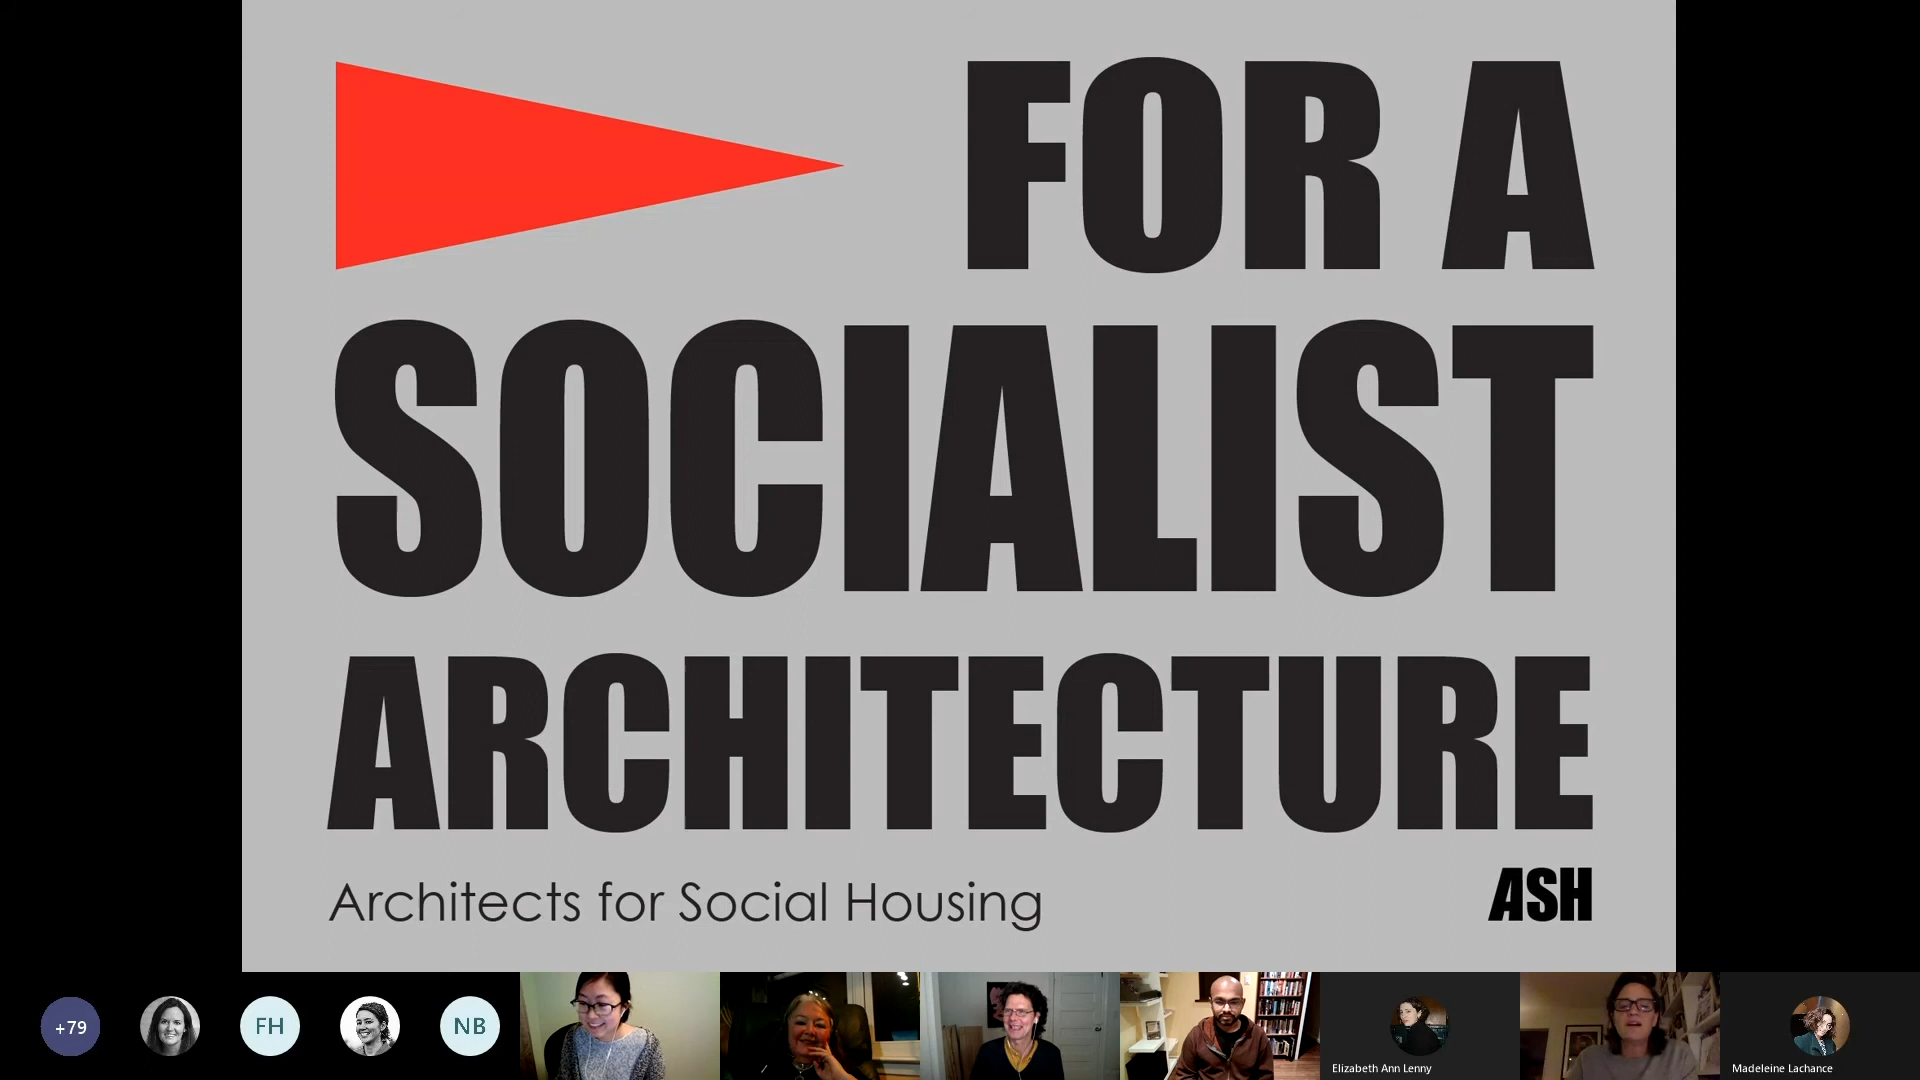 FOR A
SOCIALIST
ARCHITECTURE
Architects for Social Housing
ASH
+79
FH
NB
Elizabeth Ann Lenny
Madeleine Lachance